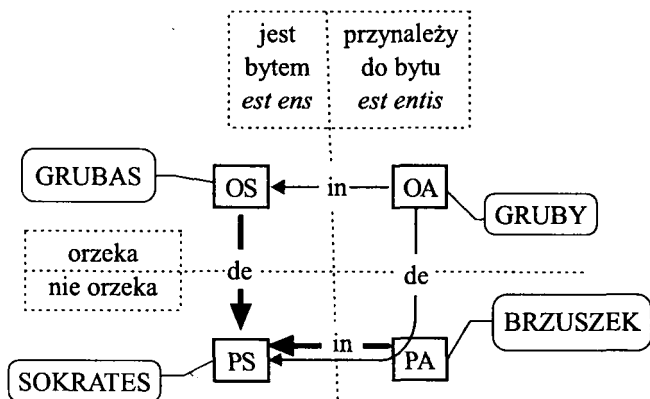 jest
bytem
est ens
przynależy
do bytu
est entis
GRUBAS
OS
in
OA
GRUBY
orzeka
nie orzeka
de
de
BRZUSZEK
SOKRATES
PS
in
PA